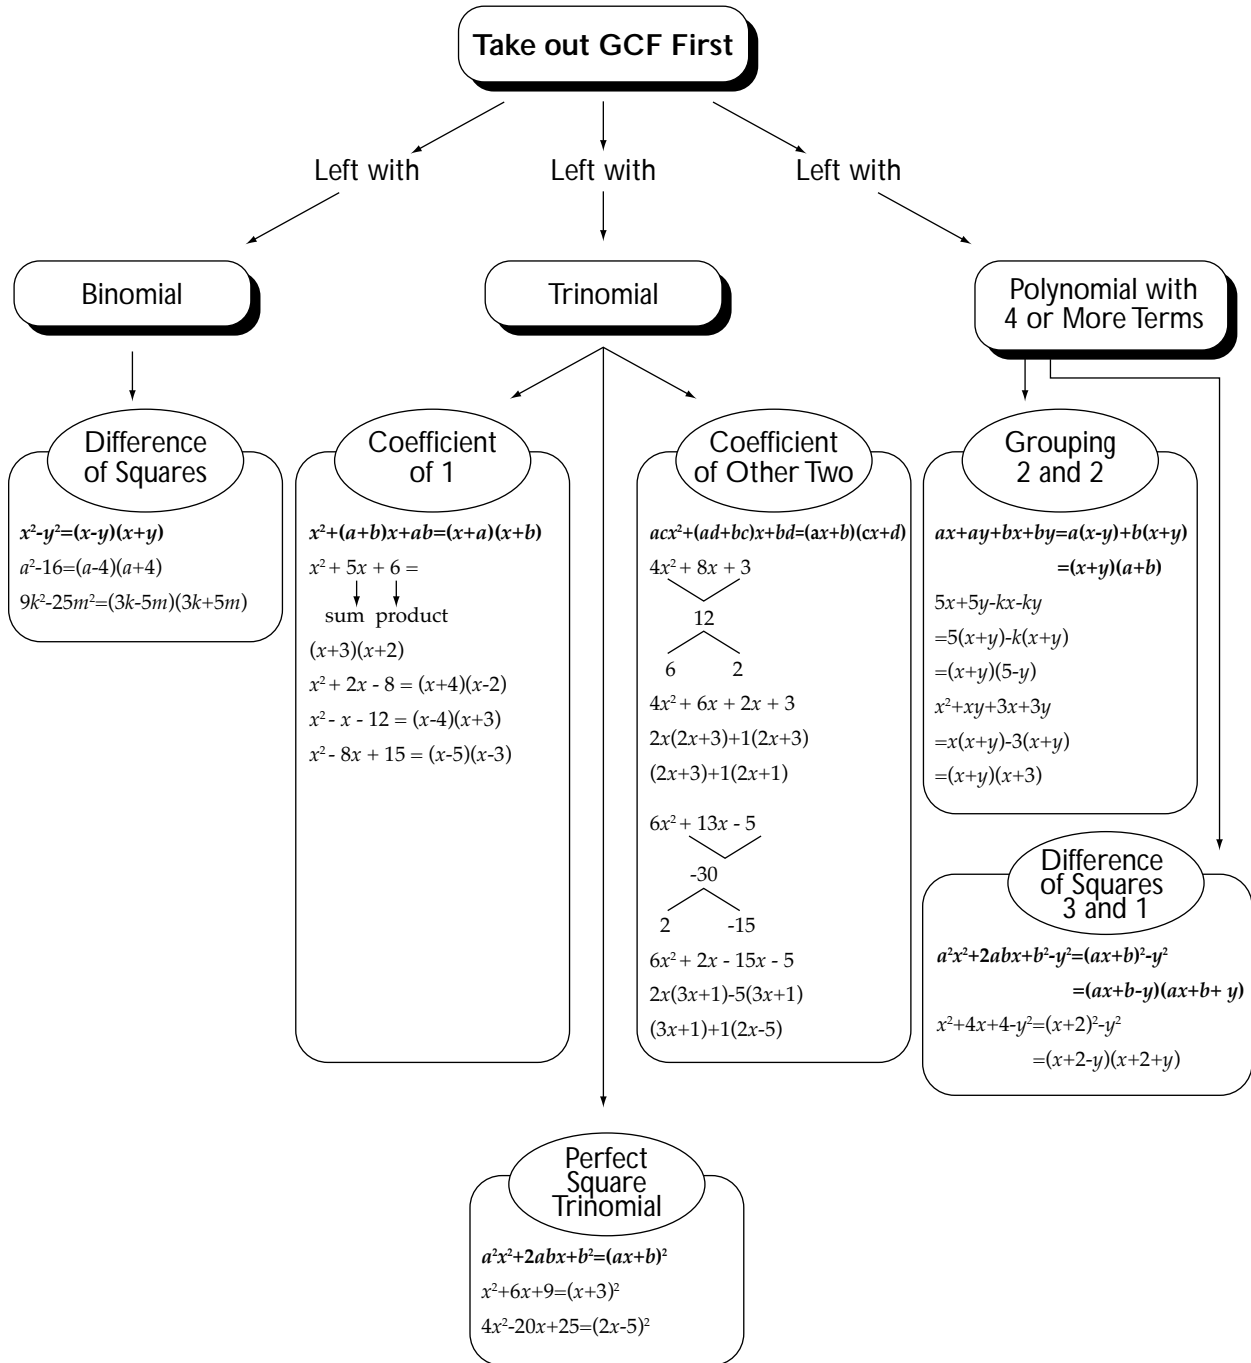 Take out GCF First
Left with
Left with
Left with
Binomial
Trinomial
Polynomial with
4 or More Terms
Difference
of Squares
x²-y²=(x-y)(x+y)
a²-16=(a-4)(a+4)
9k²-25m²=(3k-5m)(3k+5m)
Coefficient
of 1
x²+(a+b)x+ab=(x+a)(x+b)
x² + 5x + 6 =
sum product
(x+3)(x+2)
x² + 2x - 8 = (x+4)(x-2)
x² - x - 12 = (x-4)(x+3)
x² - 8x + 15 = (x-5)(x-3)
Coefficient
of Other Two
acx²+(ad+bc)x+bd=(ax+b)(cx+d)
4x² + 8x + 3
12
6 2
4x² + 6x + 2x + 3
2x(2x+3)+1(2x+3)
(2x+3)+1(2x+1)
6x² + 13x - 5
-30
2 -15
6x² + 2x - 15x - 5
2x(3x+1)-5(3x+1)
(3x+1)+1(2x-5)
Grouping
2 and 2
ax+ay+bx+by=a(x-y)+b(x+y)
=(x+y)(a+b)
5x+5y-kx-ky
=5(x+y)-k(x+y)
=(x+y)(5-y)
x²+xy+3x+3y
=x(x+y)-3(x+y)
=(x+y)(x+3)
Difference
of Squares
3 and 1
a²x²+2abx+b²-y²=(ax+b)²-y²
=(ax+b-y)(ax+b+ y)
x²+4x+4-y²=(x+2)²-y²
=(x+2-y)(x+2+y)
Perfect
Square
Trinomial
a²x²+2abx+b²=(ax+b)²
x²+6x+9=(x+3)²
4x²-20x+25=(2x-5)²